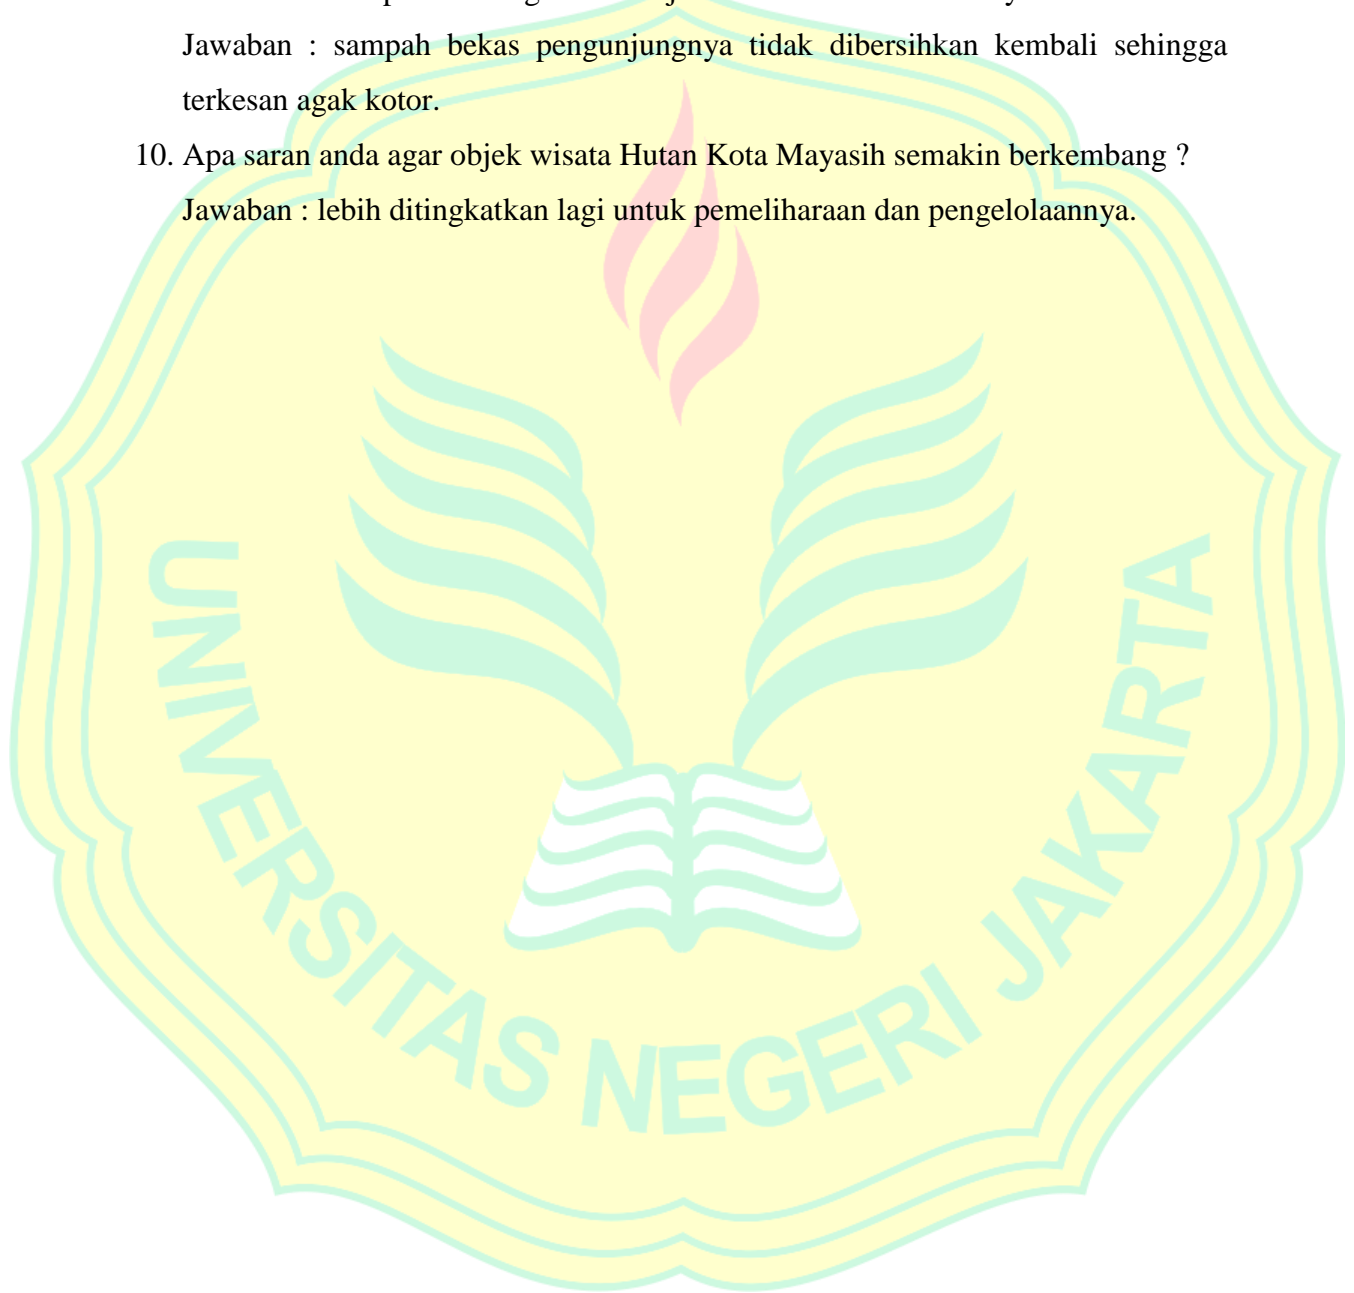 Jawaban : sampah bekas pengunjungnya tidak dibersihkan kembali sehingga
terkesan agak kotor.
10. Apa saran anda agar objek wisata Hutan Kota Mayasih semakin berkembang ?
Jawaban : lebih ditingkatkan lagi untuk pemeliharaan dan pengelolaannya.
UNIVERSITAS NEGERI JAKARTA